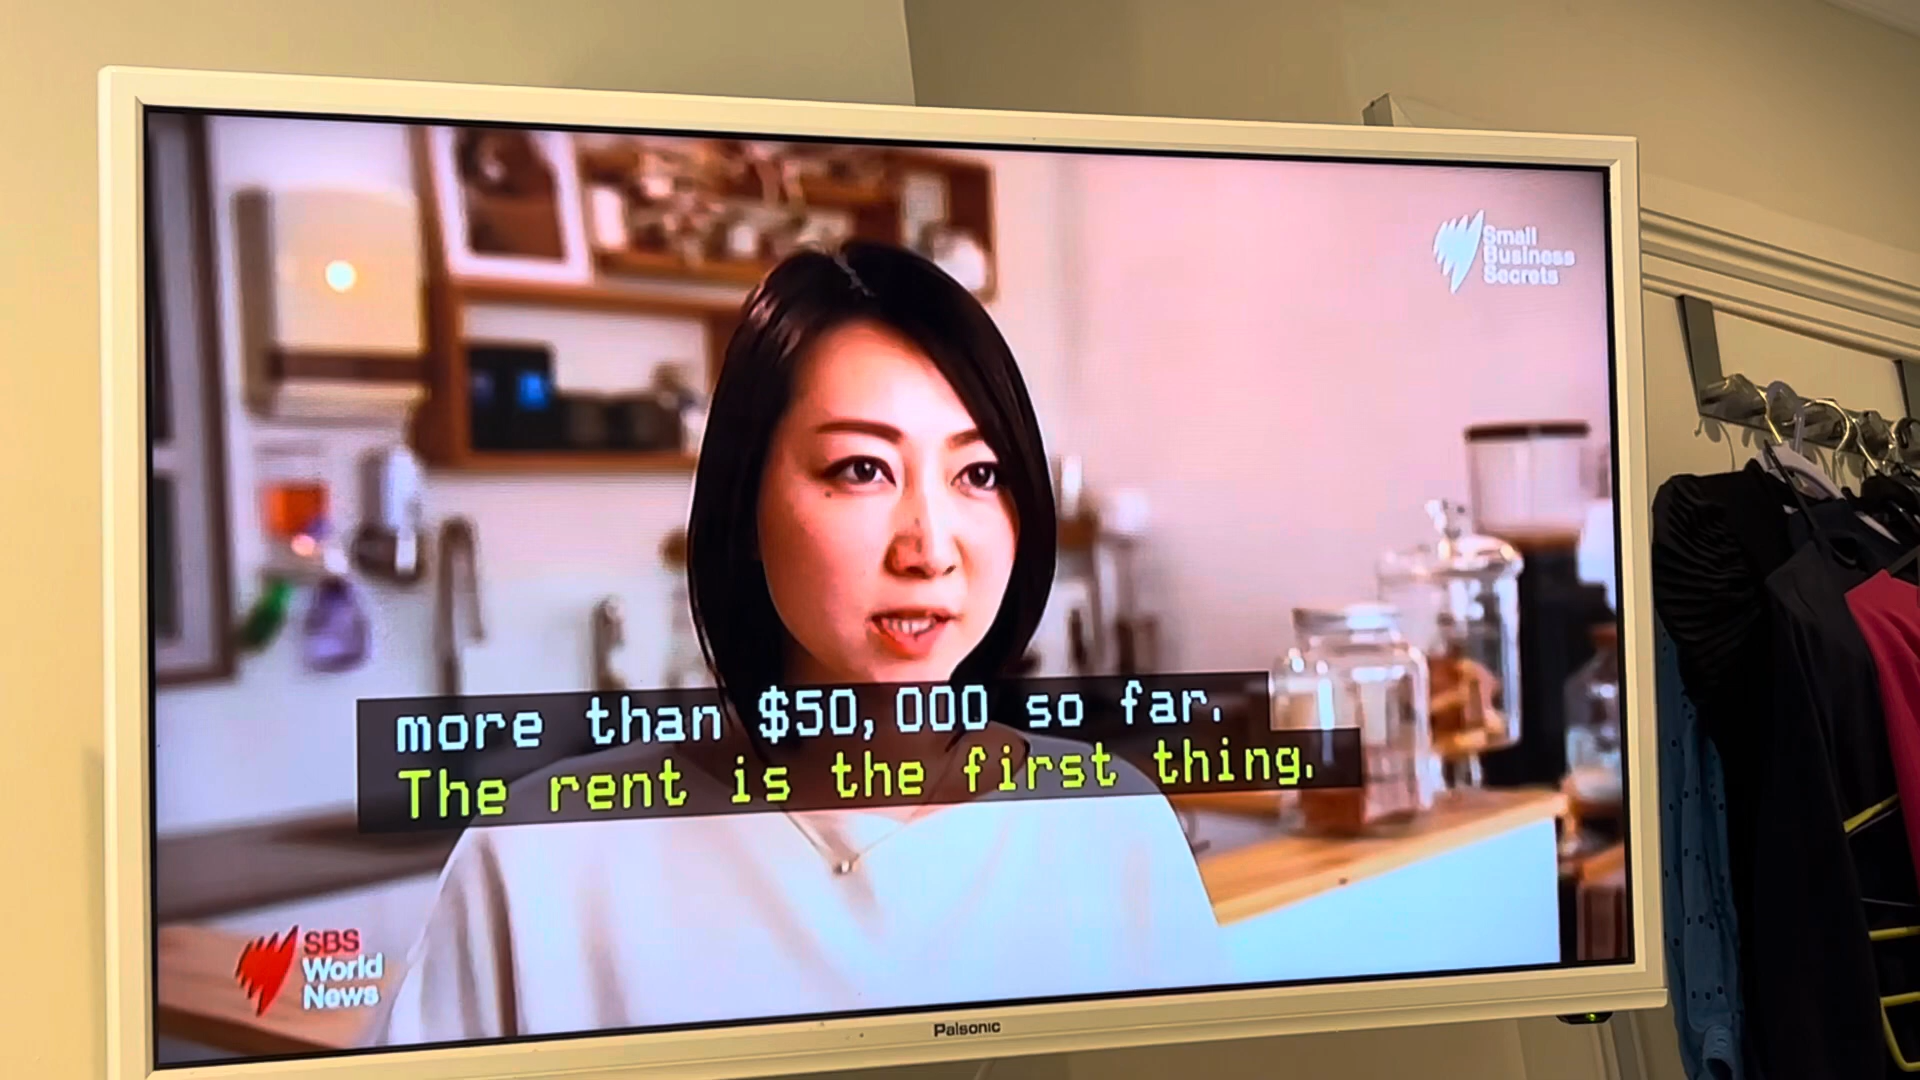 Small
Business
Secrets
more than $50,000 so far.
The rent is the first thing.
SBS
World
News
Palsonic